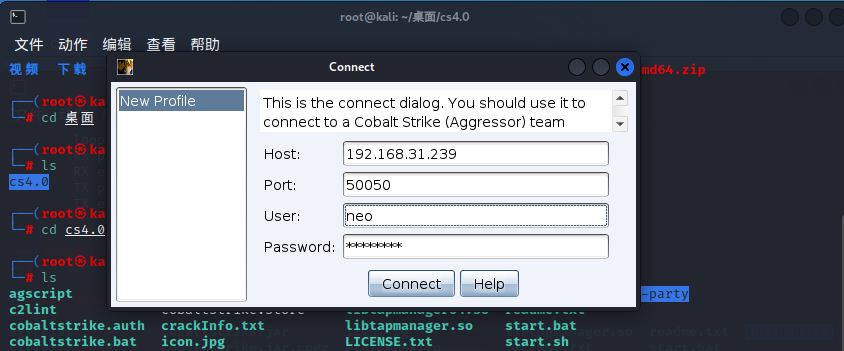 root@kali: ~/桌面/cs4.0
文件 动作 编辑 查看 帮助
视频 下载
md64.zip
Connect
New Profile
This is the connect dialog. You should use it to
connect to a Cobalt Strike (Aggressor) team
Host: 192.168.31.239
Port: 50050
User: neo
Password: ********
Connect Help
┌──(root㉿ka
└─# cd 桌面
┌──(root㉿ka
└─# ls
cs4.0
┌──(root㉿ka
└─# cd cs4.0
┌──(root㉿ka
└─# ls
agscript -party
c2lint cobaltstrike.store readme.txt
cobaltstrike.auth crackInfo.txt libtapmanager.so start.bat
cobaltstrike.bat icon.jpg LICENSE.txt start.sh